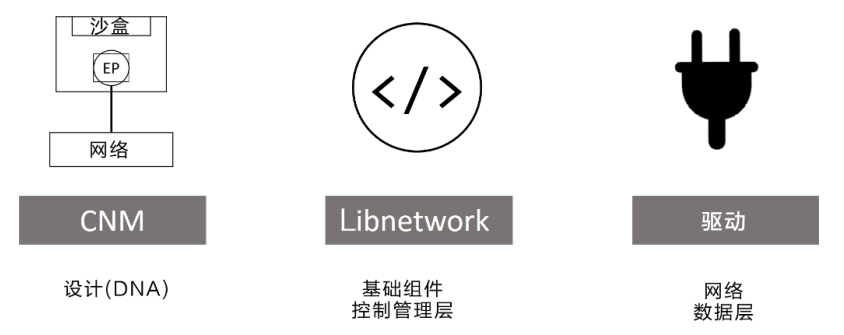 沙盒
EP
</>
网络
CNM
Libnetwork
驱动
设计(DNA)
基础组件
控制管理层
网络
数据层